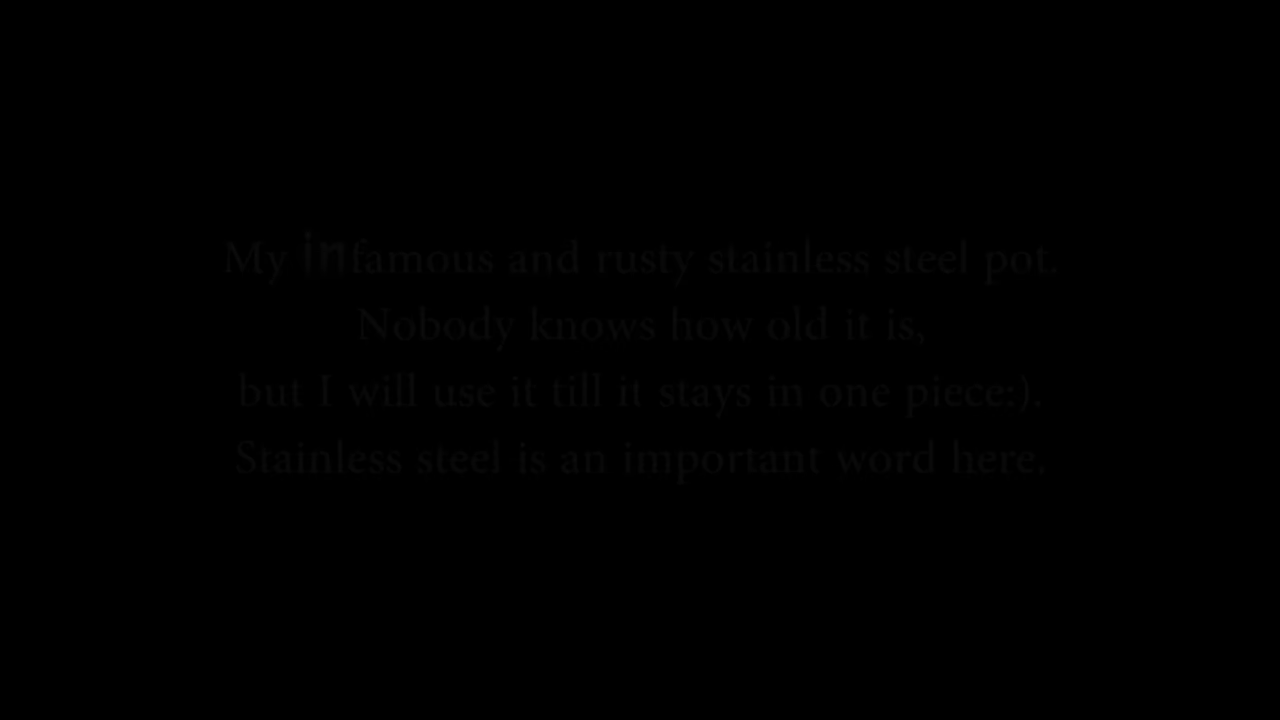 My infamous and rusty stainless steel pot.
Nobody knows how old it is,
but I will use it till it stays in one piece:).
Stainless steel is an important word here.